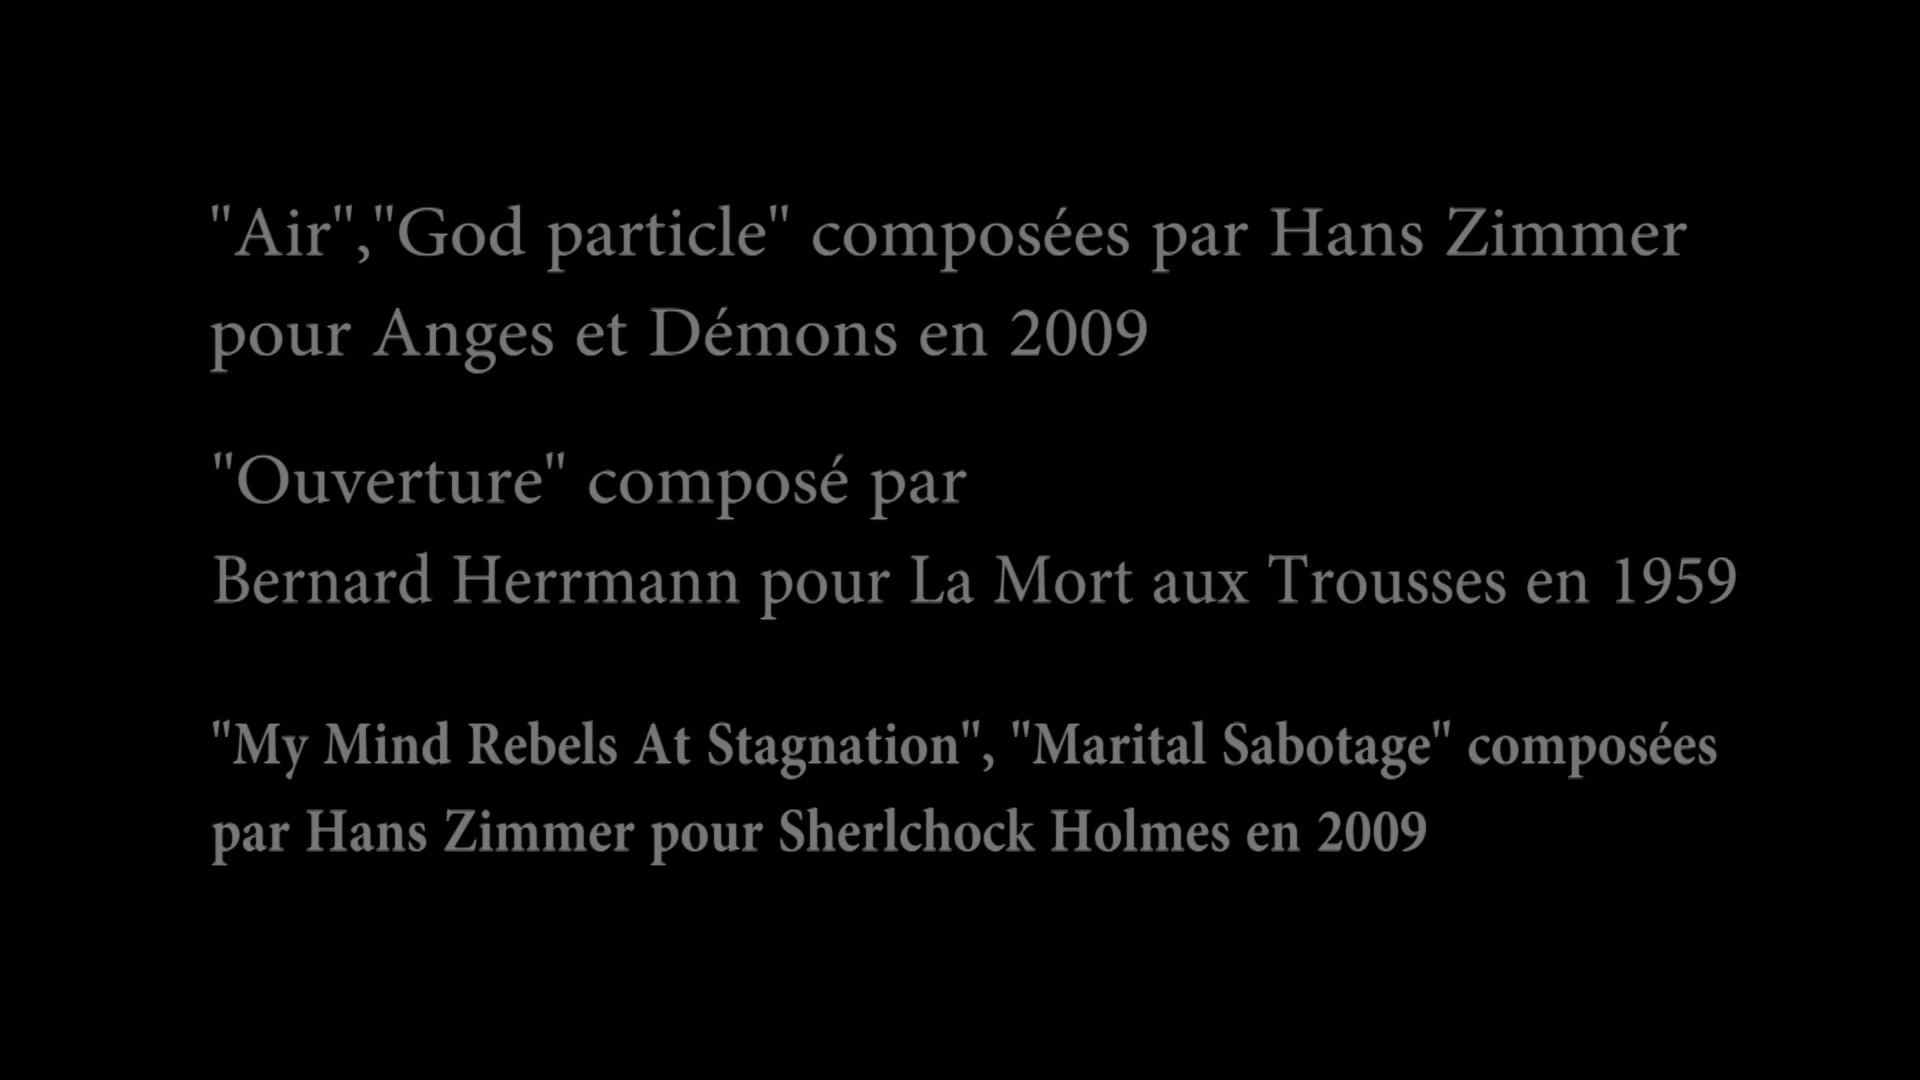 "Air","God particle" composées par Hans Zimmer
pour Anges et Démons en 2009
"Ouverture" composé par
Bernard Herrmann pour La Mort aux Trousses en 1959
"My Mind Rebels At Stagnation", "Marital Sabotage" composées
par Hans Zimmer pour Sherlchock Holmes en 2009